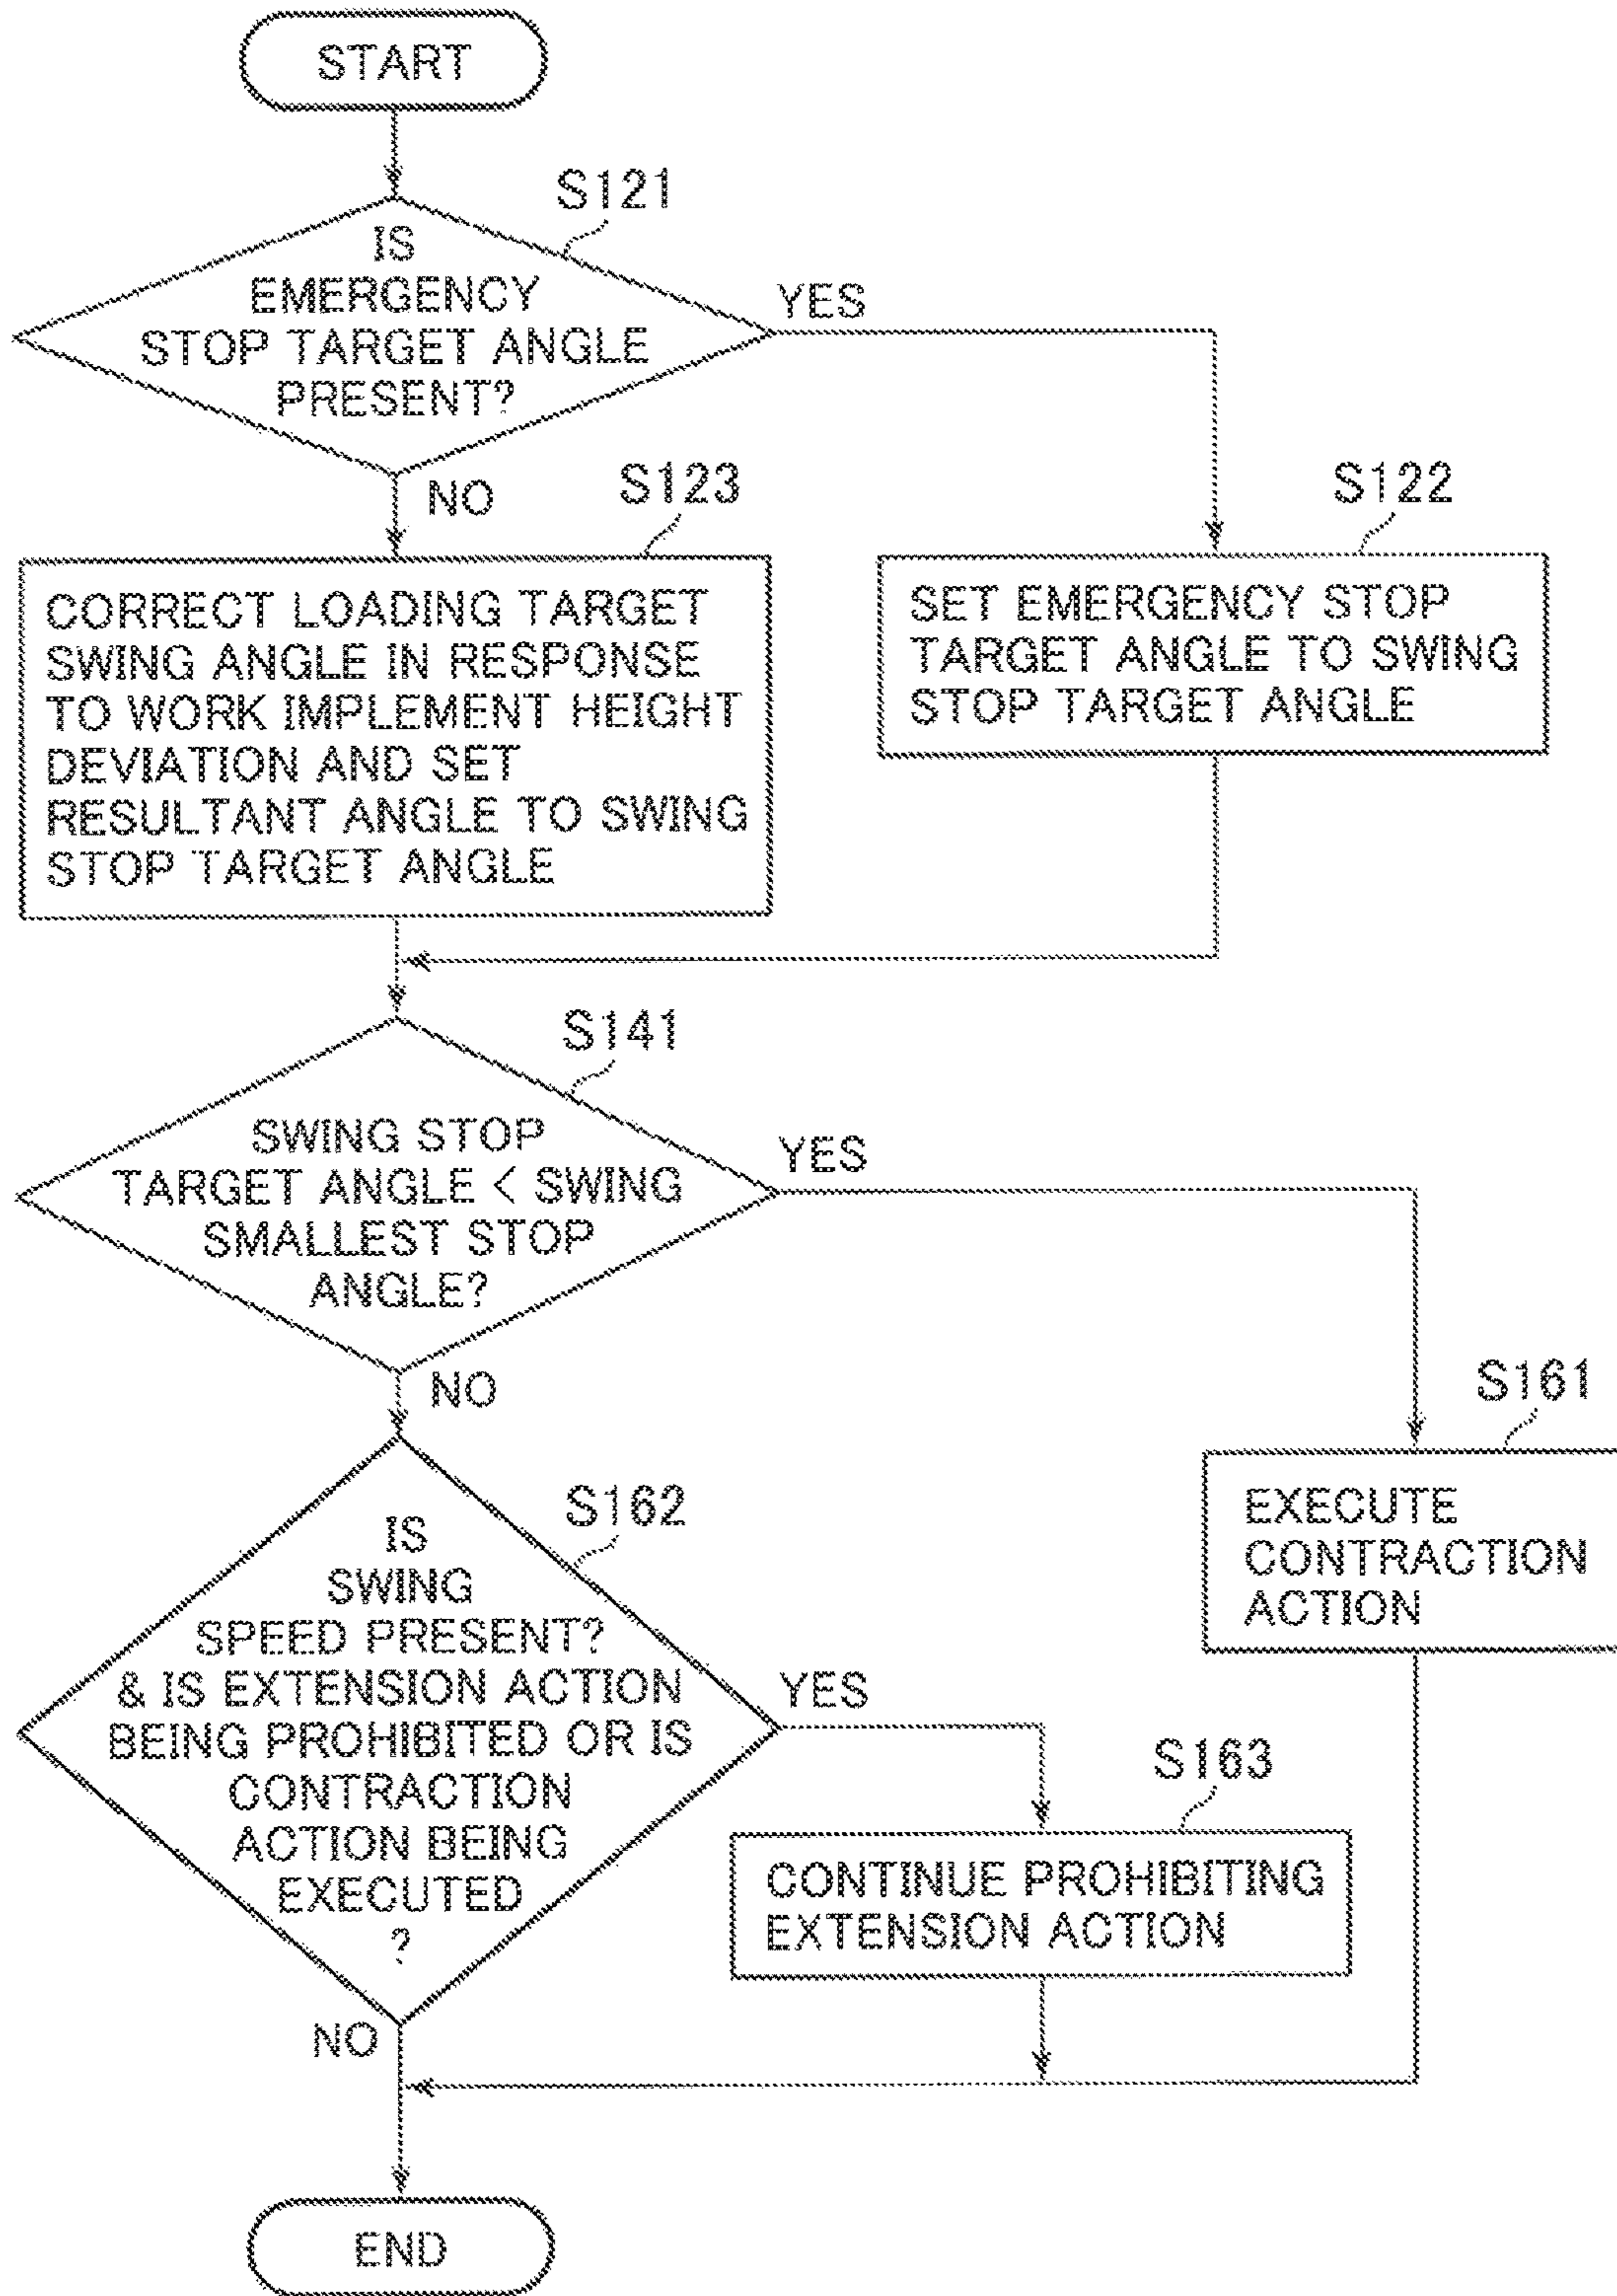 START
S121
IS
EMERGENCY
STOP TARGET ANGLE
PRESENT?
YES
NO
S123
S122
CORRECT LOADING TARGET
SWING ANGLE IN RESPONSE
TO WORK IMPLEMENT HEIGHT
DEVIATION AND SET
RESULTANT ANGLE TO SWING
STOP TARGET ANGLE
SET EMERGENCY STOP
TARGET ANGLE TO SWING
STOP TARGET ANGLE
S141
SWING STOP
TARGET ANGLE < SWING
SMALLEST STOP
ANGLE?
YES
NO
S161
EXECUTE
CONTRACTION
ACTION
S162
IS
SWING
SPEED PRESENT?
& IS EXTENSION ACTION
BEING PROHIBITED OR IS
CONTRACTION
ACTION BEING
EXECUTED
?
YES
S163
CONTINUE PROHIBITING
EXTENSION ACTION
NO
END